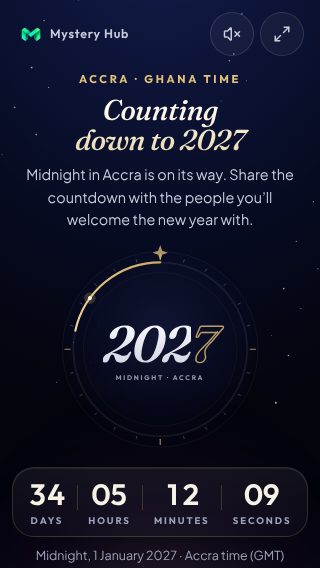 Mystery Hub
ACCRA · GHANA TIME
Counting
down to 2027
Midnight in Accra is on its way. Share the
countdown with the people you’ll
welcome the new year with.
2027
MIDNIGHT · ACCRA
34 05 12 09
DAYS HOURS MINUTES SECONDS
Midnight, 1 January 2027 · Accra time (GMT)